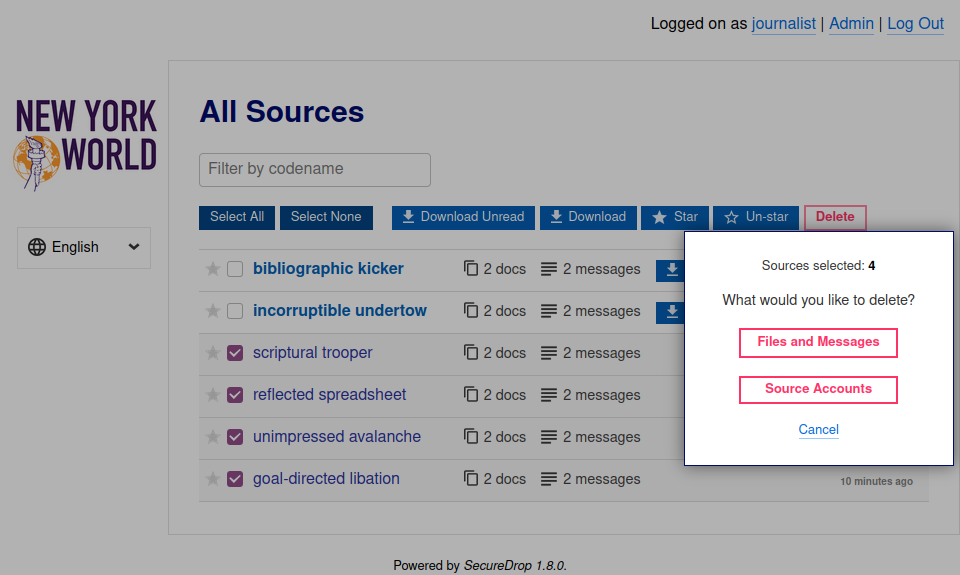 Logged on as journalist | Admin | Log Out
NEW YORK
WORLD
English
All Sources
Filter by codename
Select All Select None Download Unread Download Star Un-star Delete
bibliographic kicker 2 docs 2 messages
incorruptible undertow 2 docs 2 messages
scriptural trooper 2 docs 2 messages
reflected spreadsheet 2 docs 2 messages
unimpressed avalanche 2 docs 2 messages
goal-directed libation 2 docs 2 messages 10 minutes ago
Sources selected: 4
What would you like to delete?
Files and Messages
Source Accounts
Cancel
Powered by SecureDrop 1.8.0.